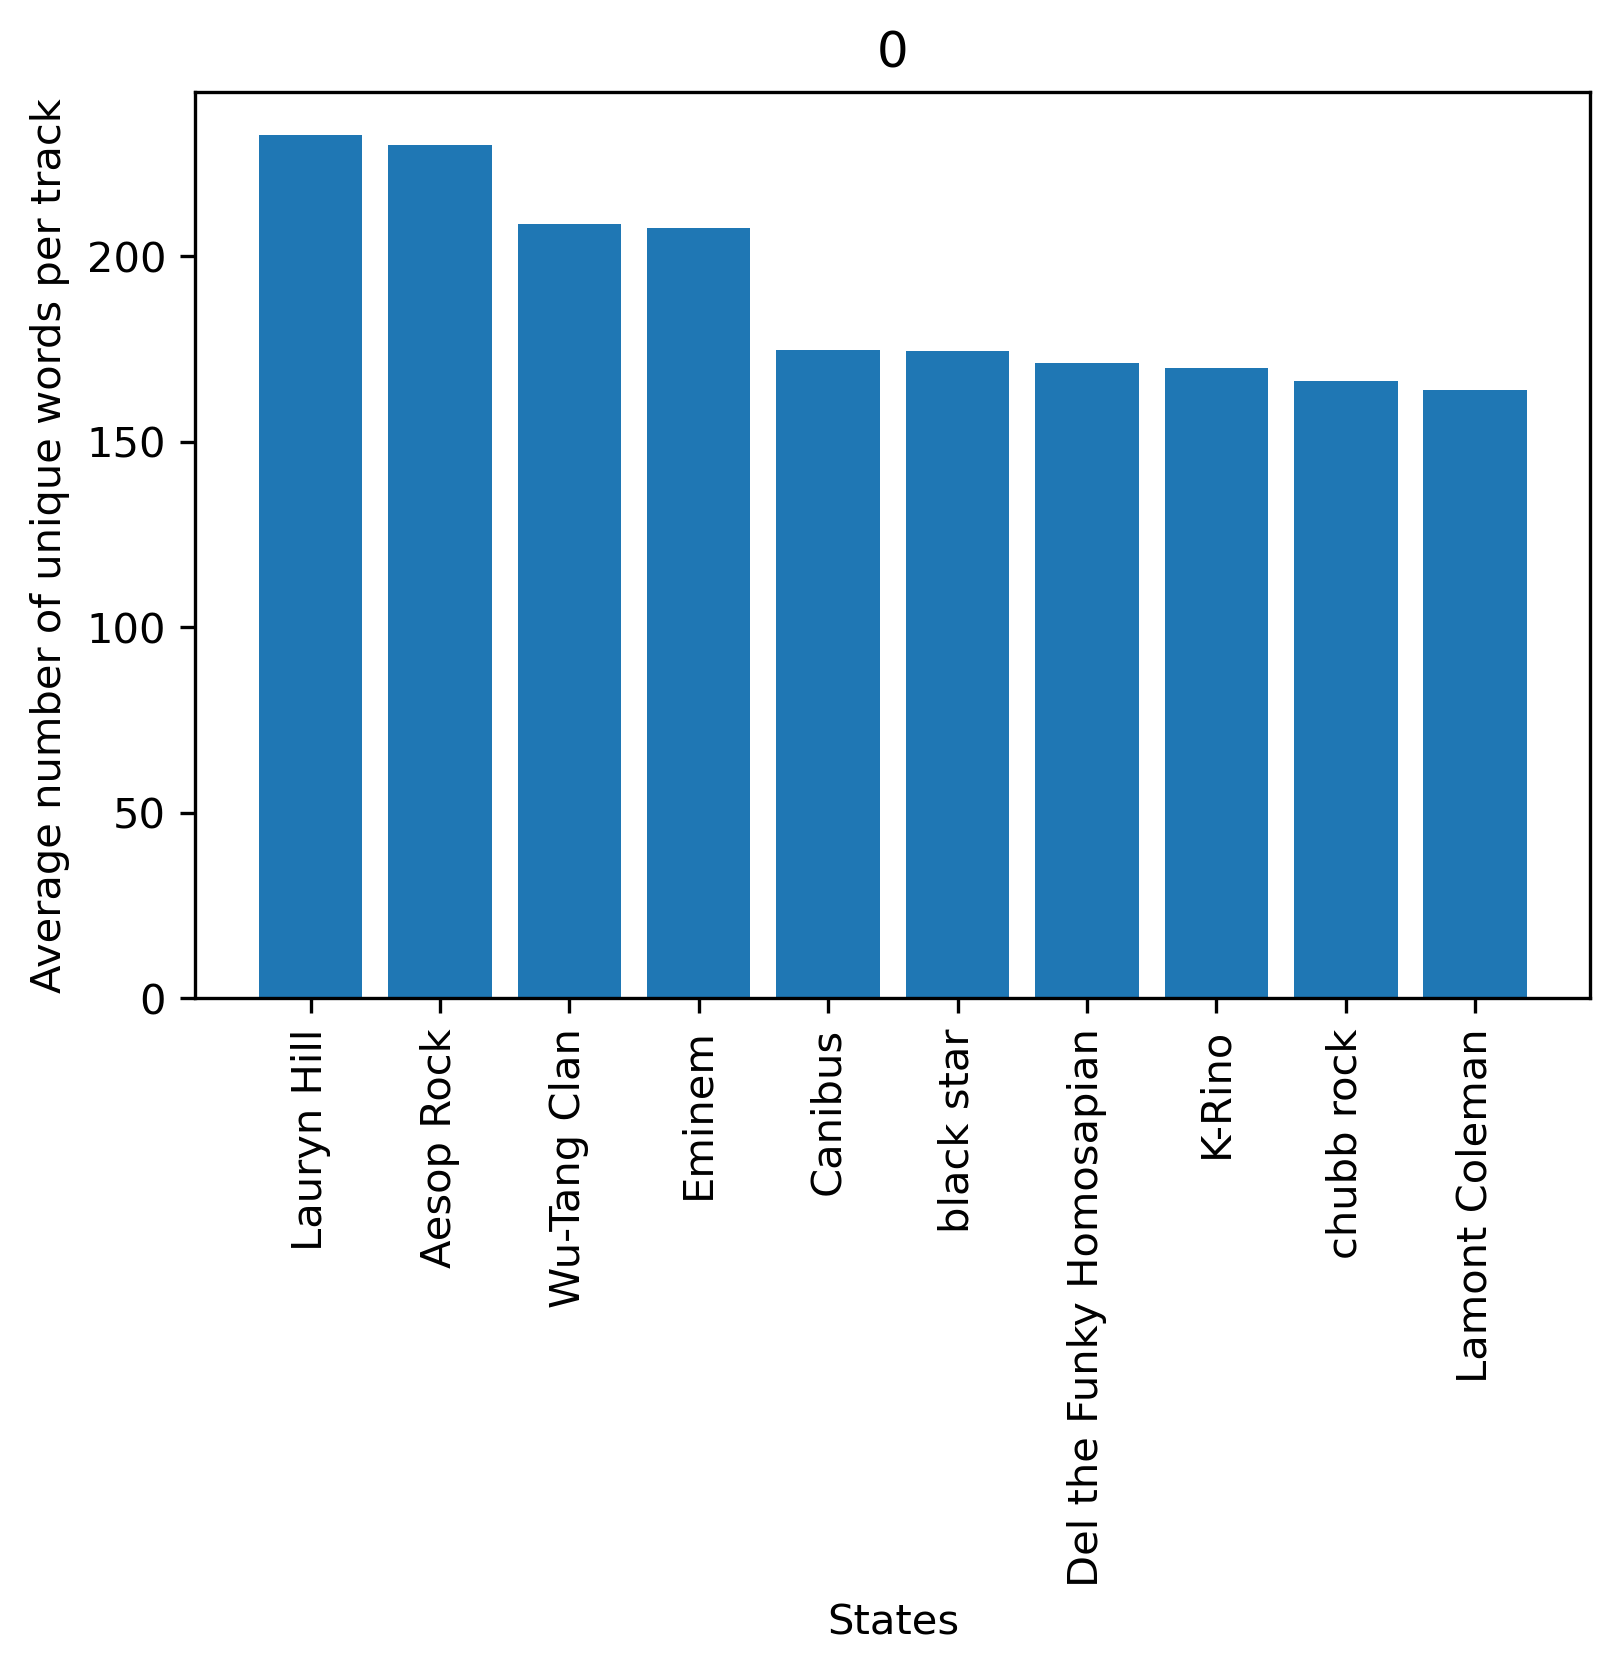 0
Average number of unique words per track
200
150
100
50
0
Lauryn Hill
Aesop Rock
Wu-Tang Clan
Eminem
Canibus
black star
Del the Funky Homosapian
K-Rino
chubb rock
Lamont Coleman
States